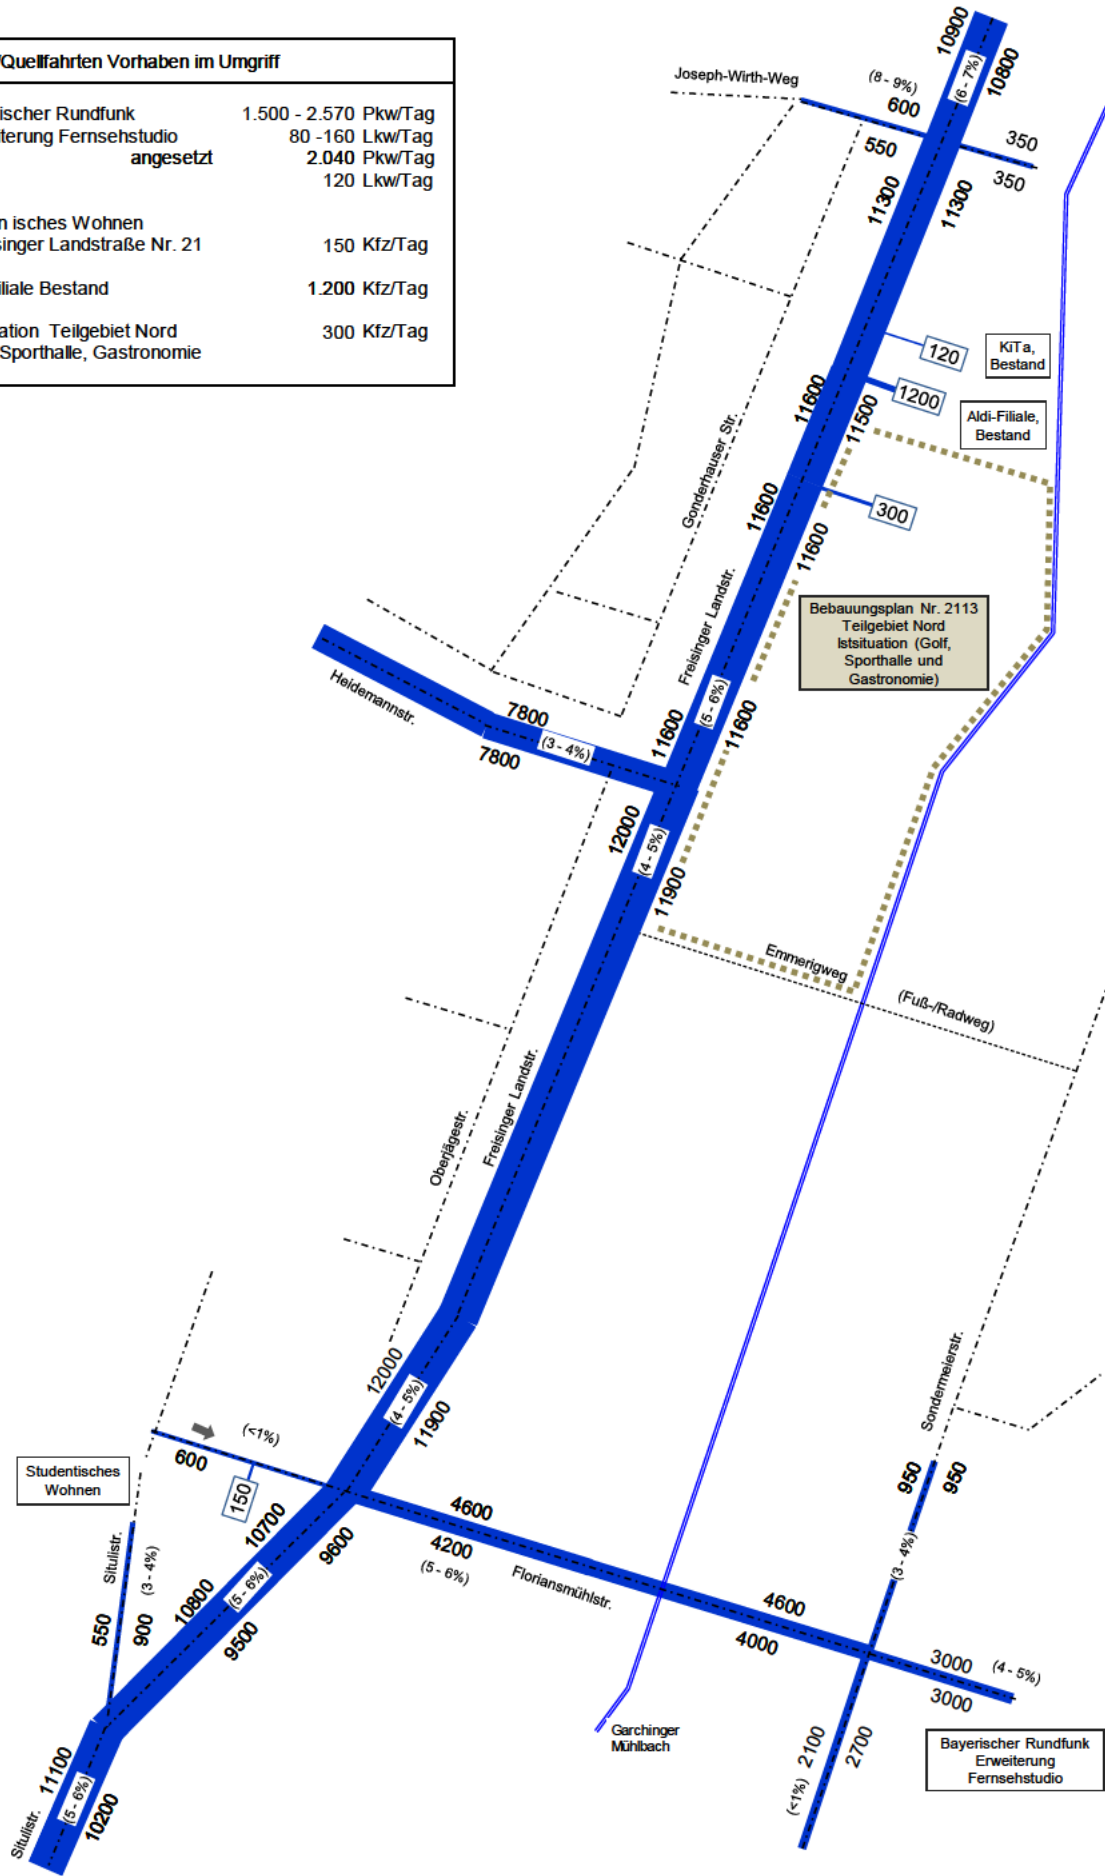 /Quellfahrten Vorhaben im Umgriff
ischer Rundfunk 1.500 - 2.570 Pkw/Tag
iterung Fernsehstudio 80 -160 Lkw/Tag
angesetzt 2.040 Pkw/Tag
120 Lkw/Tag
n isches Wohnen
singer Landstraße Nr. 21 150 Kfz/Tag
iliale Bestand 1.200 Kfz/Tag
ation Teilgebiet Nord 300 Kfz/Tag
Sporthalle, Gastronomie
10900
(6 - 7%)
10800
Joseph-Wirth-Weg
(8 - 9%)
600
550
350
350
11300
11300
120
KiTa,
Bestand
1200
Aldi-Filiale,
Bestand
11600
11500
Gonderhauser Str.
11600
300
11600
Freisinger Landstr.
Bebauungsplan Nr. 2113
Teilgebiet Nord
Istsituation (Golf,
Sporthalle und
Gastronomie)
Heidemannstr.
7800
(3 - 4%)
7800
11600
(5 - 6%)
11600
12000
(4 - 5%)
11900
Emmerigweg
(Fuß-/Radweg)
Oberjägestr.
Freisinger Landstr.
12000
(4 - 5%)
11900
Sondermeierstr.
(<1%)
600
Studentisches
Wohnen
150
10700
9600
4600
4200
(5 - 6%)
Floriansmühlstr.
950
950
(3 - 4%)
Situlistr.
(3 - 4%)
550
900
10800
(5 - 6%)
9500
4600
4000
3000
(4 - 5%)
3000
Garchinger
Mühlbach
2100
2700
(<1%)
Bayerischer Rundfunk
Erweiterung
Fernsehstudio
11100
(5 - 6%)
10200
Situlistr.